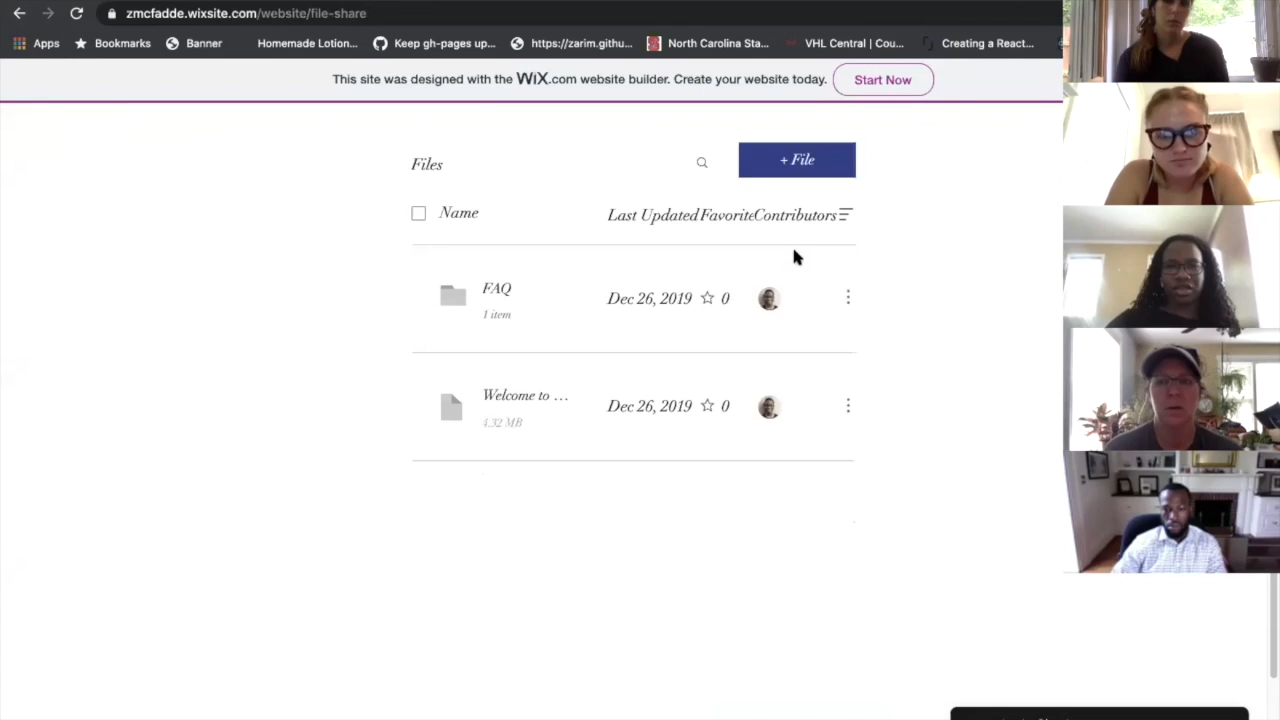 zmcfadde.wixsite.com/website/file-share
Apps Bookmarks Banner Homemade Lotion... Keep gh-pages up... https://zarim.githu... North Carolina Sta... VHL Central | Cou... Creating a React...
This site was designed with the WiX.com website builder. Create your website today. Start Now
Files + File
Name Last Updated Favorite Contributors
FAQ Dec 26, 2019 0
1 item
Welcome to ... Dec 26, 2019 0
4.32 MB